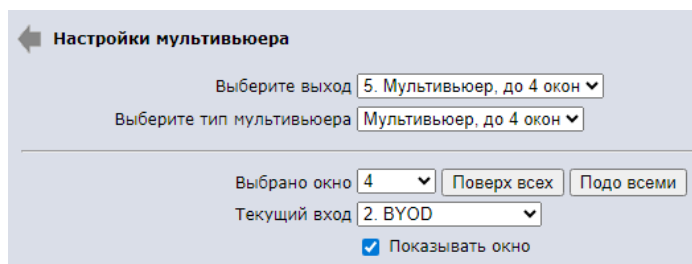 Настройки мультивьюера
Выберите выход 5. Мультивьюер, до 4 окон
Выберите тип мультивьюера Мультивьюер, до 4 окон
Выбрано окно 4 Поверх всех Подо всеми
Текущий вход 2. BYOD
Показывать окно